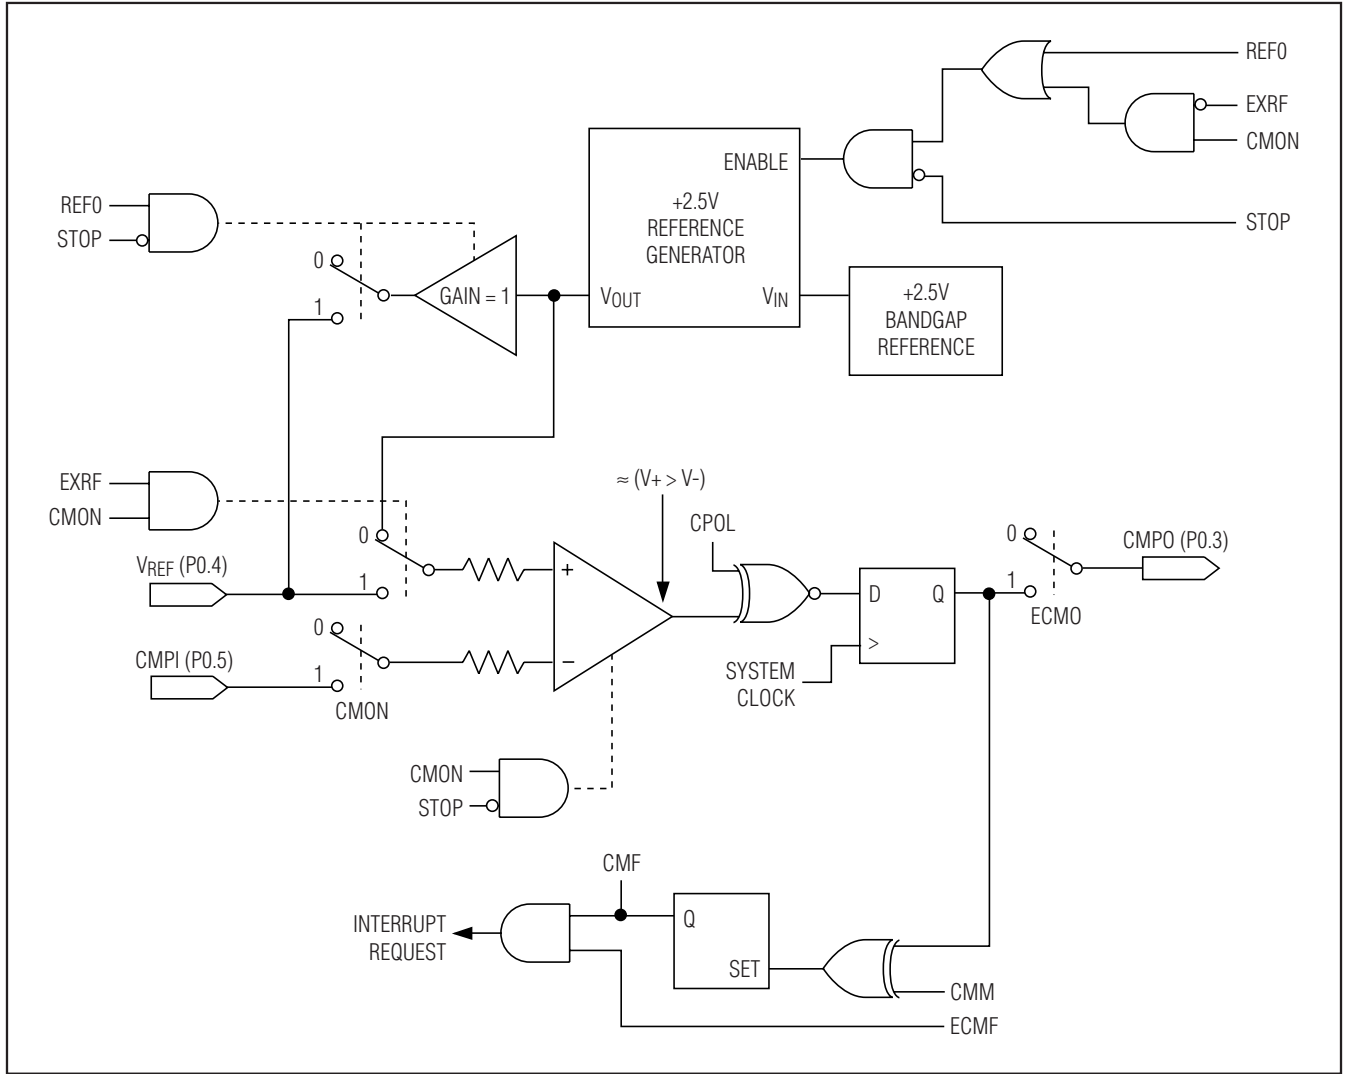 REF0
EXRF
CMON
STOP
ENABLE
+2.5V
REFERENCE
GENERATOR
VOUT
VIN
+2.5V
BANDGAP
REFERENCE
REF0
STOP
0
1
GAIN = 1
EXRF
CMON
0
1
VREF (P0.4)
0
1
CMPI (P0.5)
CMON
+
−
≈ (V+ > V-)
CPOL
D
Q
>
SYSTEM
CLOCK
0
1
ECMO
CMPO (P0.3)
CMON
STOP
CMF
INTERRUPT
REQUEST
Q
SET
CMM
ECMF